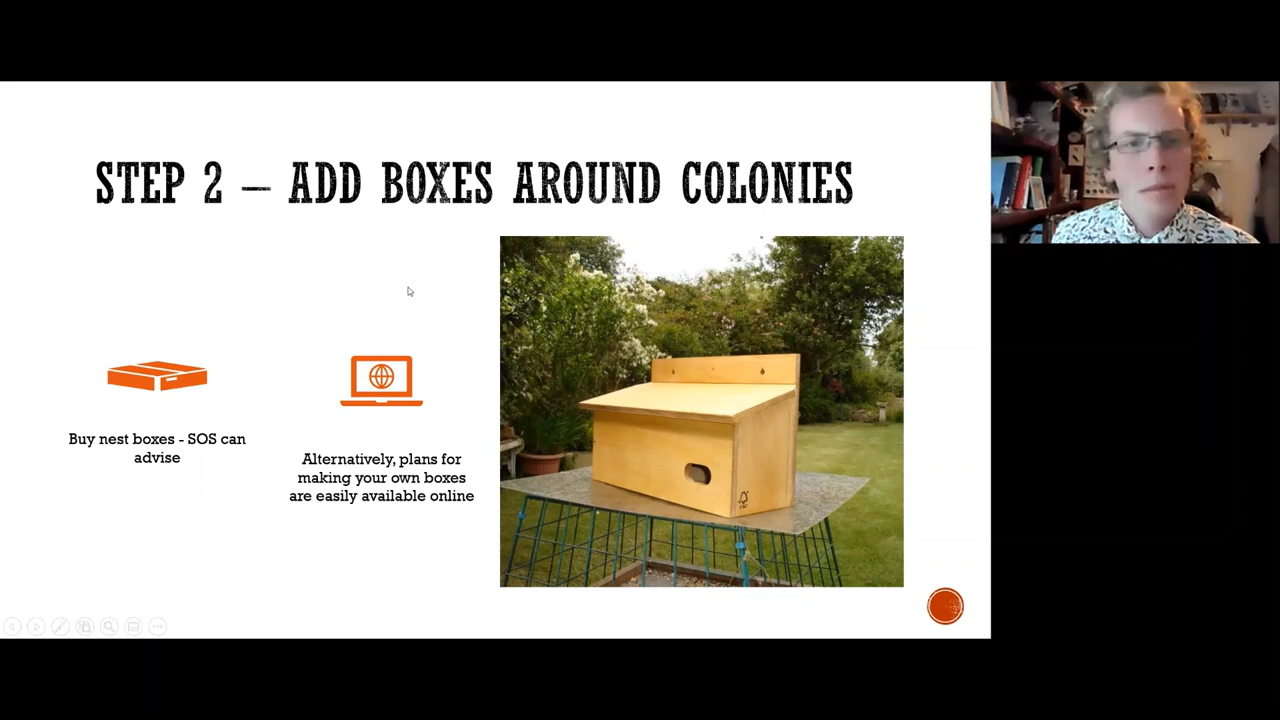 STEP 2 – ADD BOXES AROUND COLONIES
Buy nest boxes - SOS can
advise
Alternatively, plans for
making your own boxes
are easily available online